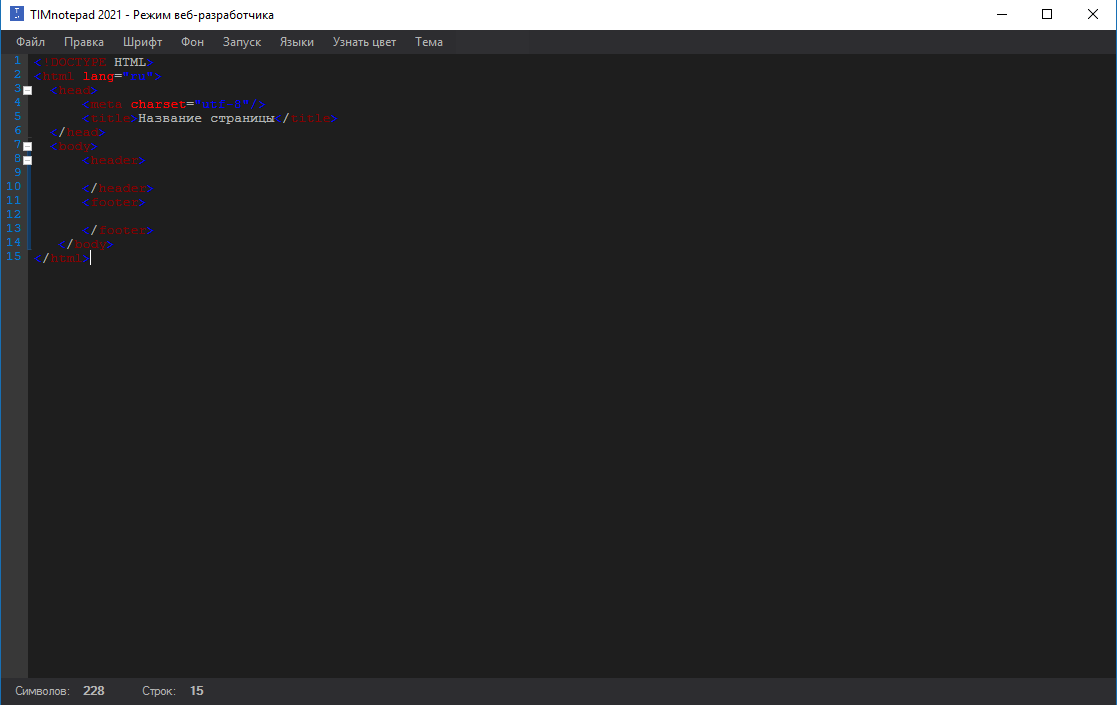 TIMnotepad 2021 - Режим веб-разработчика
Файл Правка Шрифт Фон Запуск Языки Узнать цвет Тема
1 <!DOCTYPE HTML>
2 <html lang="ru">
3 <head>
4 <meta charset="utf-8"/>
5 <title>Название страницы</title>
6 </head>
7 <body>
8 <header>
9
10 </header>
11 <footer>
12
13 </footer>
14 </body>
15 </html>
Символов: 228 Строк: 15